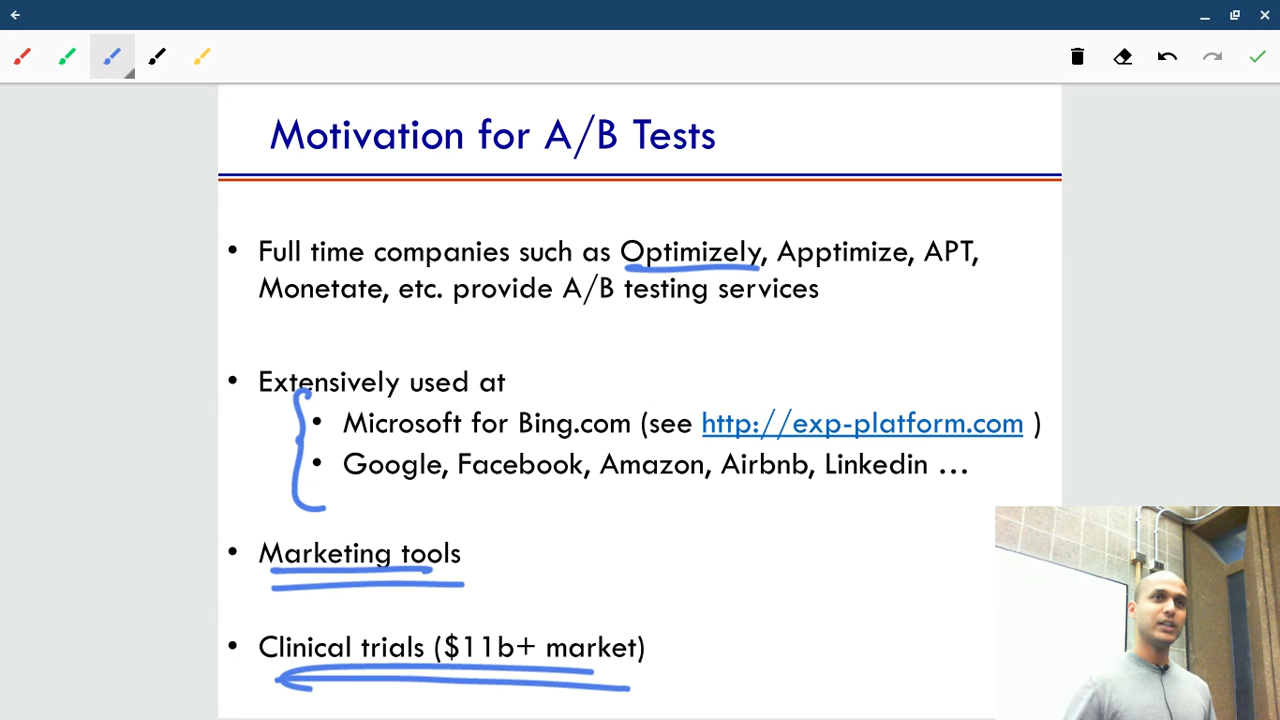 Motivation for A/B Tests
• Full time companies such as Optimizely, Apptimize, APT,
Monetate, etc. provide A/B testing services
• Extensively used at
• Microsoft for Bing.com (see http://exp-platform.com )
• Google, Facebook, Amazon, Airbnb, Linkedin ...
• Marketing tools
• Clinical trials ($11b+ market)